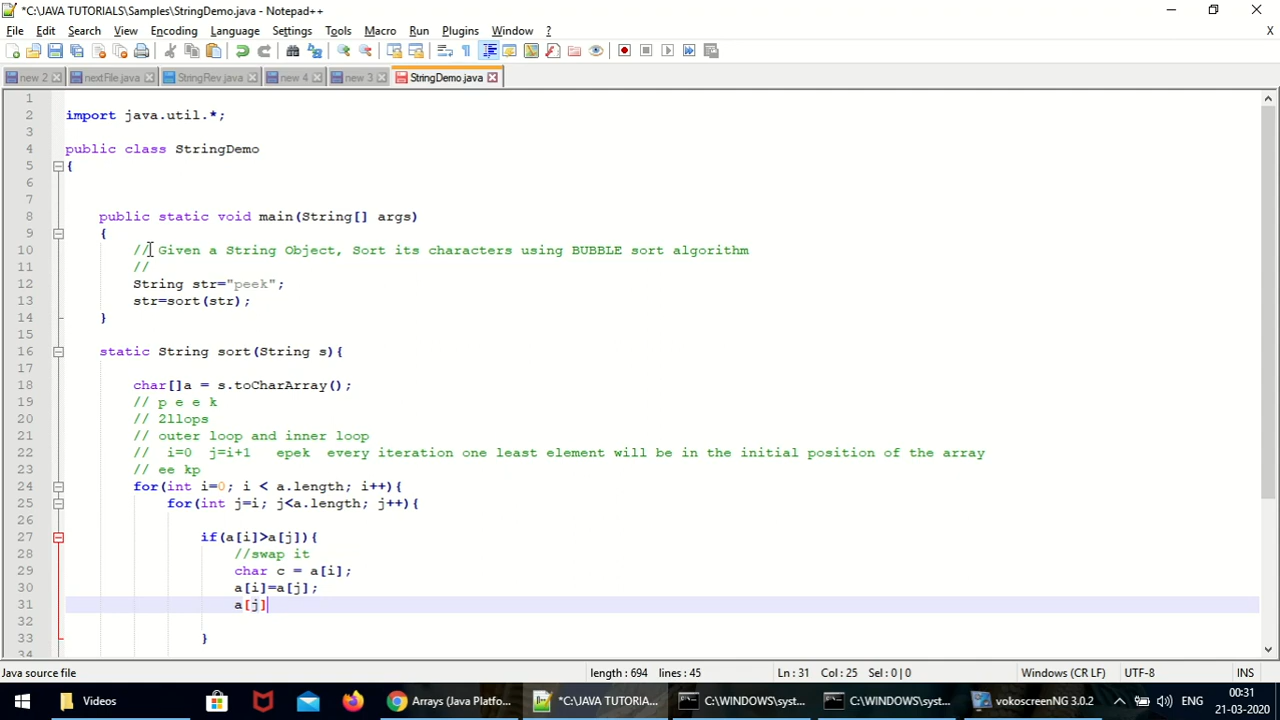 *C:\JAVA TUTORIALS\Samples\StringDemo.java - Notepad++
File Edit Search View Encoding Language Settings Tools Macro Run Plugins Window ? X
new 2 nextFile.java StringRev.java new 4 new 3 StringDemo.java
1
2 import java.util.*;
3
4 public class StringDemo
5 {
6
7
8 public static void main(String[] args)
9 {
10 // Given a String Object, Sort its characters using BUBBLE sort algorithm
11 //
12 String str="peek";
13 str=sort(str);
14 }
15
16 static String sort(String s){
17
18 char[]a = s.toCharArray();
19 // p e e k
20 // 2llops
21 // outer loop and inner loop
22 // i=0 j=i+1 epek every iteration one least element will be in the initial position of the array
23 // ee kp
24 for(int i=0; i < a.length; i++){
25 for(int j=i; j<a.length; j++){
26
27 if(a[i]>a[j]){
28 //swap it
29 char c = a[i];
30 a[i]=a[j];
31 a[j]
32
33 }
34
Java source file length : 694 lines : 45 Ln : 31 Col : 25 Sel : 0 | 0 Windows (CR LF) UTF-8 INS
Videos Arrays (Java Platfo... *C:\JAVA TUTORIA... C:\WINDOWS\syst... C:\WINDOWS\syst... vokoscreenNG 3.0.2 ENG 00:31
21-03-2020